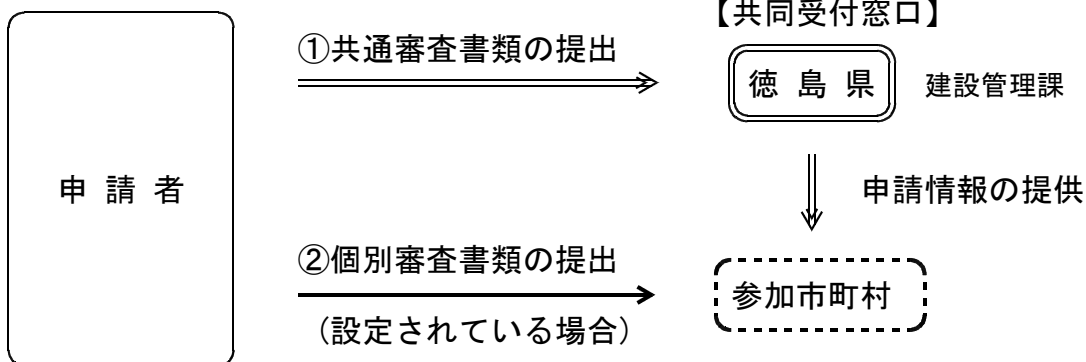 【共同受付窓口】
①共通審査書類の提出
徳島県 建設管理課
申請者
申請情報の提供
②個別審査書類の提出
参加市町村
（設定されている場合）